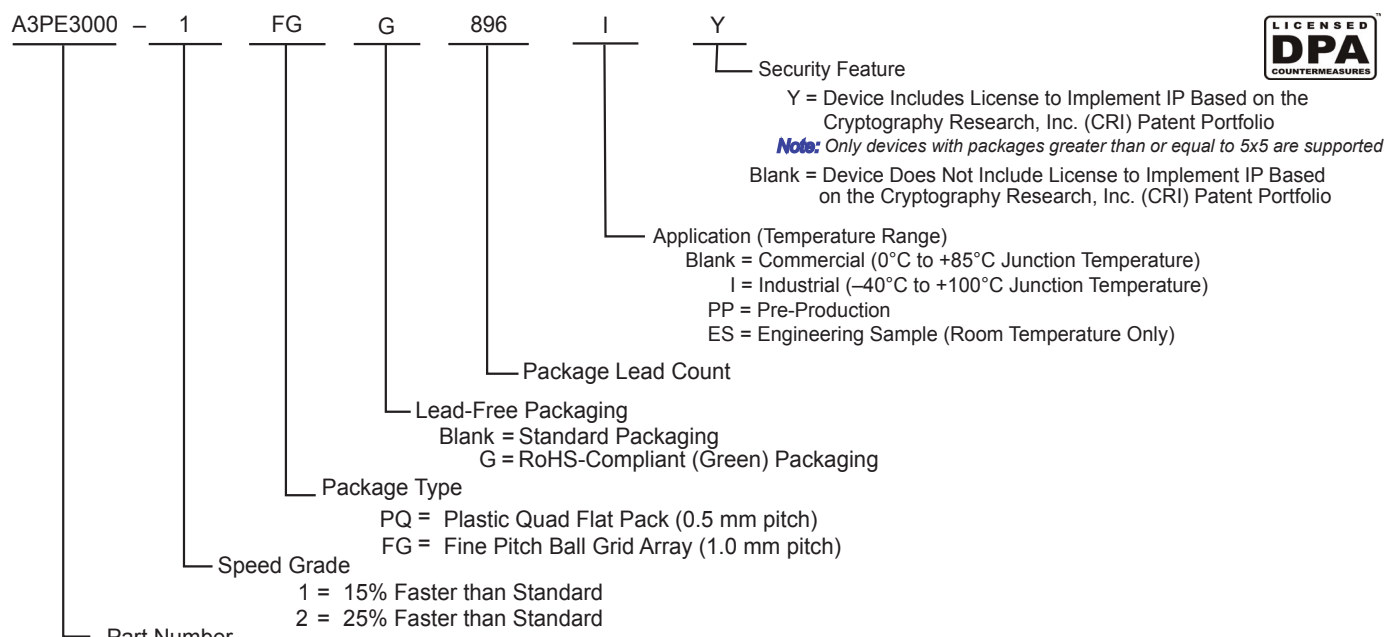 A3PE3000 – 1 FG G 896 I Y
LICENSED
DPA
COUNTERMEASURES
™
Security Feature
Y = Device Includes License to Implement IP Based on the
Cryptography Research, Inc. (CRI) Patent Portfolio
Note: Only devices with packages greater than or equal to 5x5 are supported
Blank = Device Does Not Include License to Implement IP Based
on the Cryptography Research, Inc. (CRI) Patent Portfolio
Application (Temperature Range)
Blank = Commercial (0°C to +85°C Junction Temperature)
I = Industrial (–40°C to +100°C Junction Temperature)
PP = Pre-Production
ES = Engineering Sample (Room Temperature Only)
Package Lead Count
Lead-Free Packaging
Blank = Standard Packaging
G = RoHS-Compliant (Green) Packaging
Package Type
PQ = Plastic Quad Flat Pack (0.5 mm pitch)
FG = Fine Pitch Ball Grid Array (1.0 mm pitch)
Speed Grade
1 = 15% Faster than Standard
2 = 25% Faster than Standard
Part Number